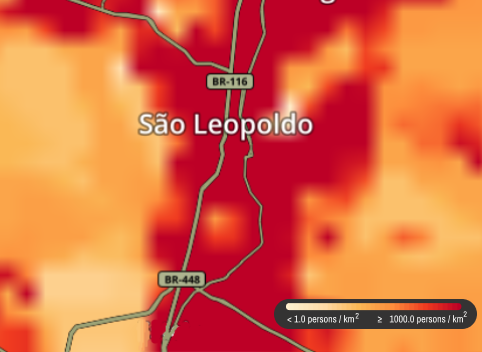 BR-116
São Leopoldo
BR-448
< 1.0 persons / km² ≥ 1000.0 persons / km²